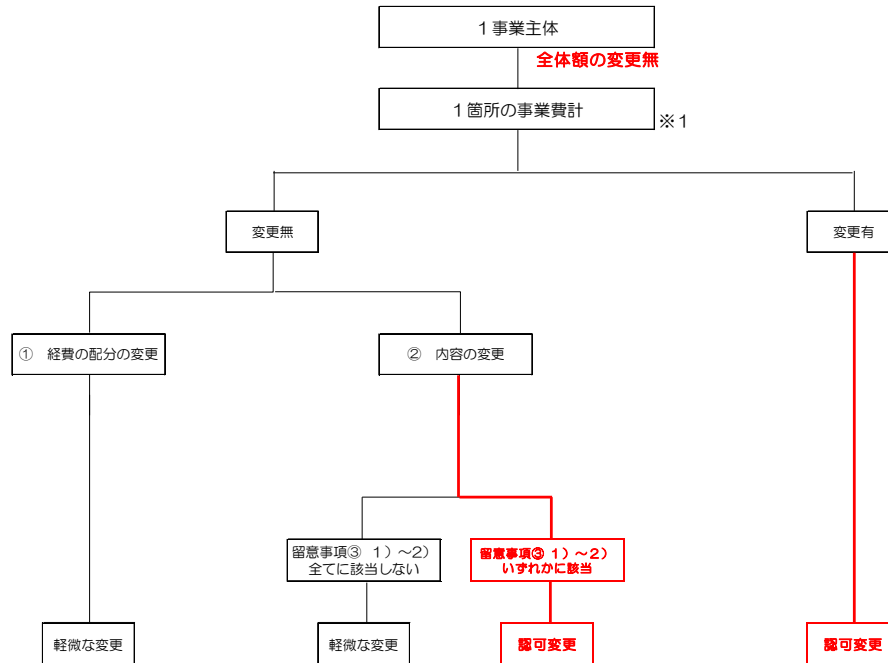 1事業主体
全体額の変更無
1箇所の事業費計
※1
変更無
変更有
① 経費の配分の変更
② 内容の変更
留意事項③ 1)~2)
全てに該当しない
留意事項③ 1)~2)
いずれかに該当
軽微な変更
軽微な変更
認可変更
認可変更